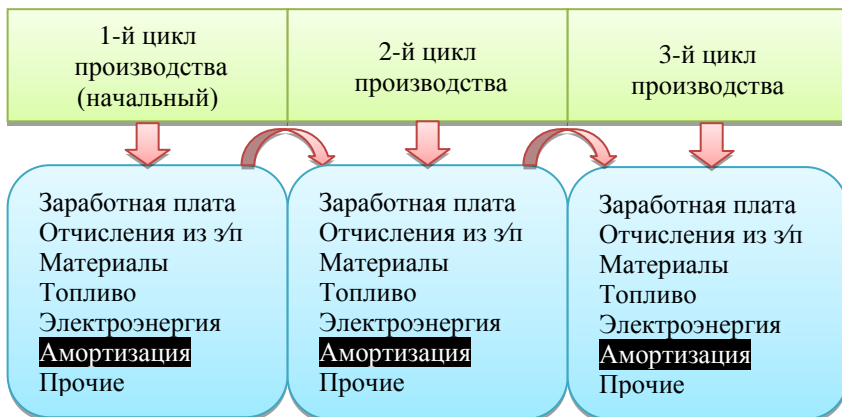 1-й цикл
производства
(начальный)
2-й цикл
производства
3-й цикл
производства
Заработная плата
Отчисления из з/п
Материалы
Топливо
Электроэнергия
Амортизация
Прочие
Заработная плата
Отчисления из з/п
Материалы
Топливо
Электроэнергия
Амортизация
Прочие
Заработная плата
Отчисления из з/п
Материалы
Топливо
Электроэнергия
Амортизация
Прочие